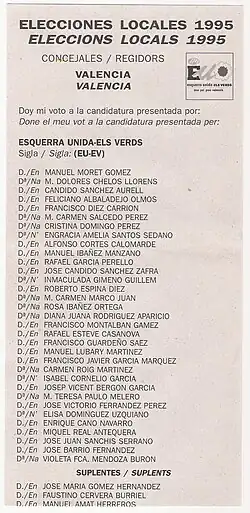 ELECCIONES LOCALES 1995
ELECCIONS LOCALS 1995
CONCEJALES / REGIDORS
VALENCIA
VALENCIA
Doy mi voto a la candidatura presentada por:
Done el meu vot a la candidatura presentada per:
ESQUERRA UNIDA-ELS VERDS
Sigla / Sigla: (EU-EV)
D./En MANUEL MORET GOMEZ
Dª/Na M. DOLORES CHELOS LLORENS
D./En CANDIDO SANCHEZ AURELL
D./En FELICIANO ALBALADEJO OLMOS
D./En FRANCISCO DIEZ CARRION
Dª/Na M. CARMEN SALCEDO PEREZ
Dª/Na CRISTINA DOMINGO PEREZ
Dª/N' ENGRACIA AMELIA SANTOS SEDANO
D./En ALFONSO CORTES CALOMARDE
D./En MANUEL IBAÑEZ MANZANO
D./En RAFAEL GARCIA PERELLO
D./En JOSE CANDIDO SANCHEZ ZAFRA
Dª/N' INMACULADA GIMENO GUILLEM
D./En ROBERTO ESPINA DIEZ
Dª/Na M. CARMEN MARCO JUAN
Dª/Na ROSA IBAÑEZ ORTEGA
Dª/Na DIANA JUANA RODRIGUEZ APARICIO
D./En FRANCISCO MONTALBAN GAMEZ
D./En RAFAEL ESTEVE CASANOVA
D./En FRANCISCO GUARDEÑO SAEZ
D./En MANUEL LUBARY MARTINEZ
D./En FRANCISCO JAVIER GARCIA MARQUEZ
Dª/Na CARMEN ROIG MARTINEZ
Dª/N' ISABEL CORNELIO GARCIA
D./En JOSEP VICENT BERGON GARCIA
Dª/Na M. TERESA PAULO MELERO
D./En JOSE VICTORIO FERRANDEZ PEREZ
Dª/N' ELISA DOMINGUEZ UZQUIANO
D./En ENRIQUE CANO NAVARRO
D./En MIQUEL REAL ANTEQUERA
D./En JOSE JUAN SANCHIS SERRANO
D./En JOSE BARRIO FERNANDEZ
Dª/Na VIOLETA FCA. MENDOZA BURON
SUPLENTES / SUPLENTS
D./En JOSE MARIA GOMEZ HERNANDEZ
D./En FAUSTINO CERVERA BURRIEL
D./En MANUEL AMAT HERREROS